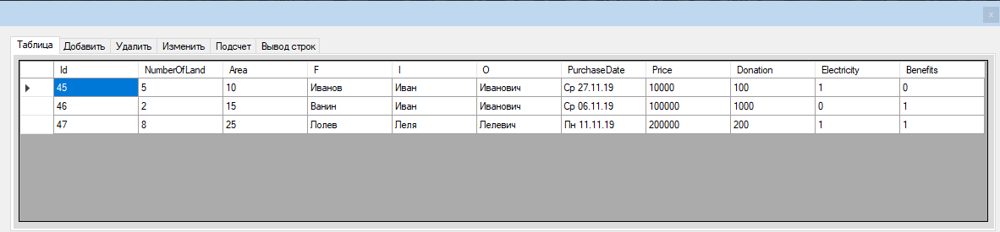 x
Таблица Добавить Удалить Изменить Подсчет Вывод строк
Id NumberOfLand Area F I O PurchaseDate Price Donation Electricity Benefits
45 5 10 Иванов Иван Иванович Ср 27.11.19 10000 100 1 0
46 2 15 Ванин Иван Иванович Ср 06.11.19 100000 1000 0 1
47 8 25 Лолев Леля Лелевич Пн 11.11.19 200000 200 1 1